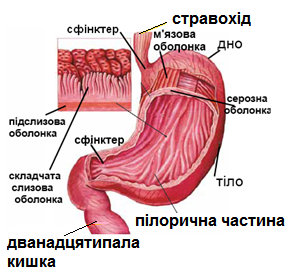 стравохід
сфінктер
м'язова
оболонка
дно
серозна
оболонка
підслизова
оболонка
сфінктер
складчата
слизова
оболонка
тіло
пілорична частина
дванадцятипала
кишка